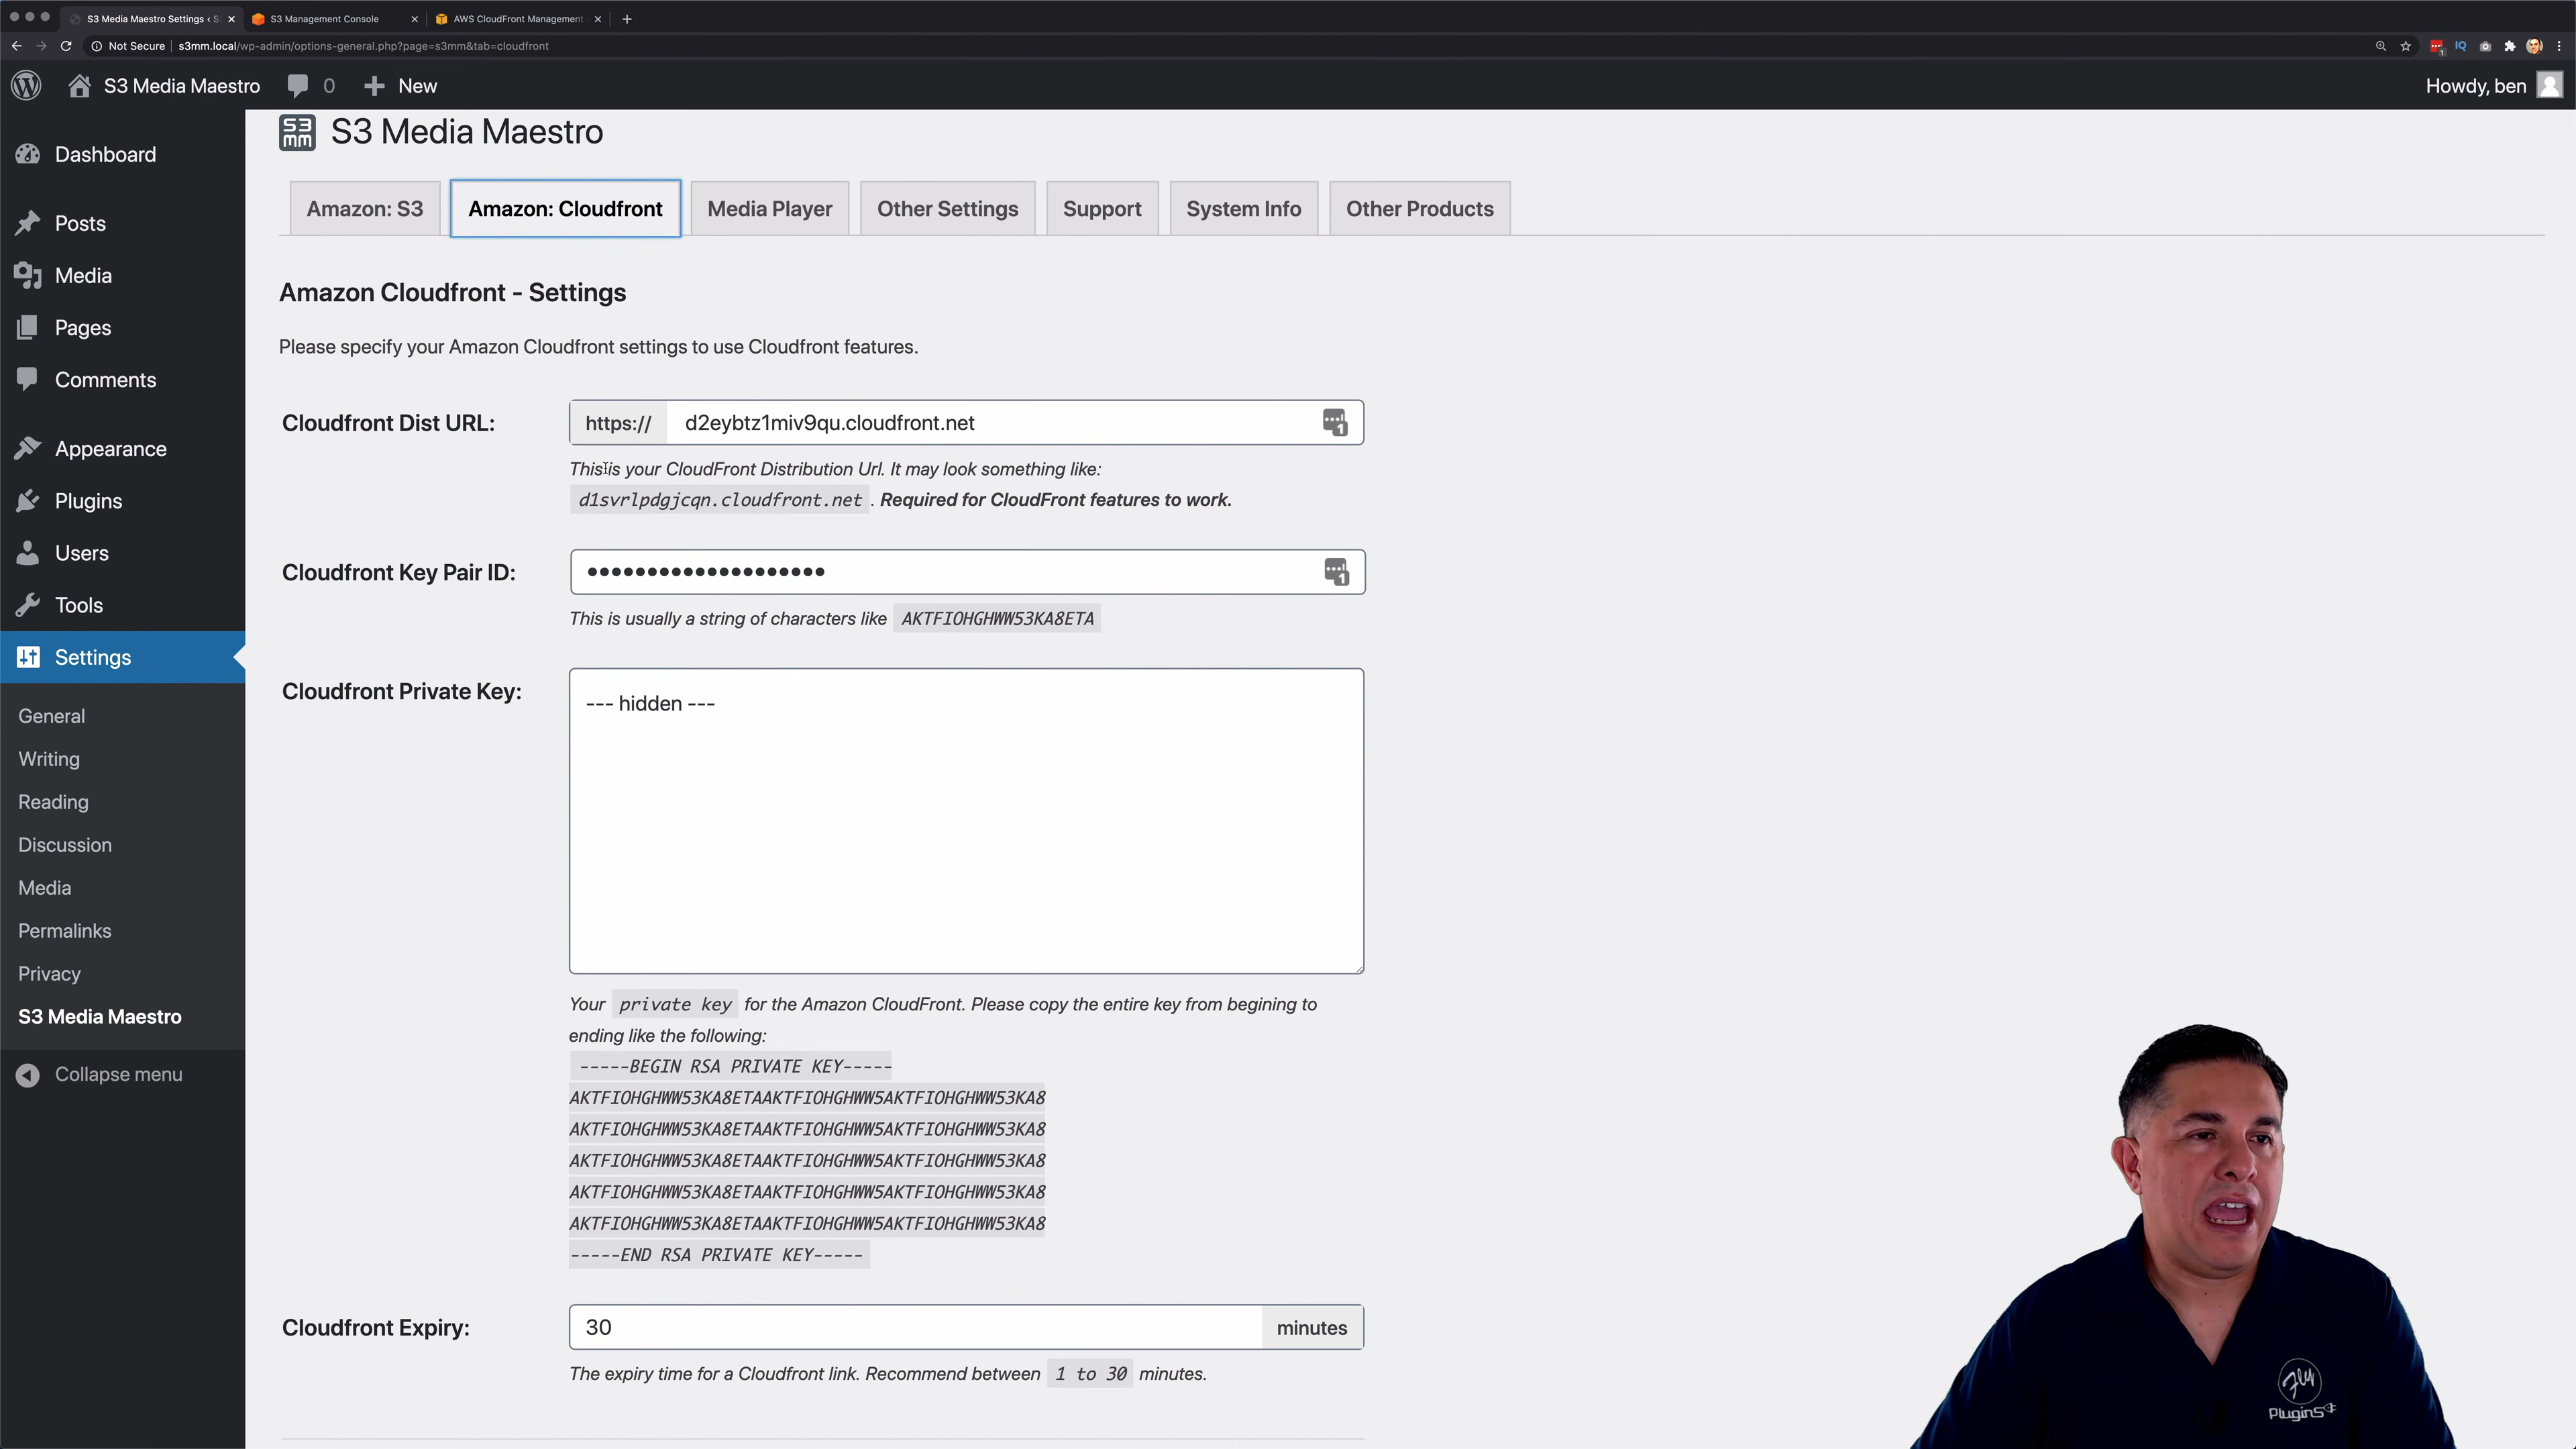 S3 Media Maestro Settings ‹ S
S3 Management Console
AWS CloudFront Management
Not Secure
s3mm.local/wp-admin/options-general.php?page=s3mm&tab=cloudfront
S3 Media Maestro
0
New
Howdy, ben
Dashboard
Posts
Media
Pages
Comments
Appearance
Plugins
Users
Tools
Settings
General
Writing
Reading
Discussion
Media
Permalinks
Privacy
S3 Media Maestro
Collapse menu
S3 MM
S3 Media Maestro
Amazon: S3
Amazon: Cloudfront
Media Player
Other Settings
Support
System Info
Other Products
Amazon Cloudfront - Settings
Please specify your Amazon Cloudfront settings to use Cloudfront features.
Cloudfront Dist URL:
https:// d2eybtz1miv9qu.cloudfront.net
This is your CloudFront Distribution Url. It may look something like:
d1svrlpdgjcqn.cloudfront.net . Required for CloudFront features to work.
Cloudfront Key Pair ID:
••••••••••••••••••••
This is usually a string of characters like AKTFIOHGHWW53KA8ETA
Cloudfront Private Key:
--- hidden ---
Your private key for the Amazon CloudFront. Please copy the entire key from begining to
ending like the following:
-----BEGIN RSA PRIVATE KEY-----
AKTFIOHGHWW53KA8ETAAKTFIOHGHWW5AKTFIOHGHWW53KA8
AKTFIOHGHWW53KA8ETAAKTFIOHGHWW5AKTFIOHGHWW53KA8
AKTFIOHGHWW53KA8ETAAKTFIOHGHWW5AKTFIOHGHWW53KA8
AKTFIOHGHWW53KA8ETAAKTFIOHGHWW5AKTFIOHGHWW53KA8
AKTFIOHGHWW53KA8ETAAKTFIOHGHWW5AKTFIOHGHWW53KA8
-----END RSA PRIVATE KEY-----
Cloudfront Expiry:
30 minutes
The expiry time for a Cloudfront link. Recommend between 1 to 30 minutes.
Fly
PluginS